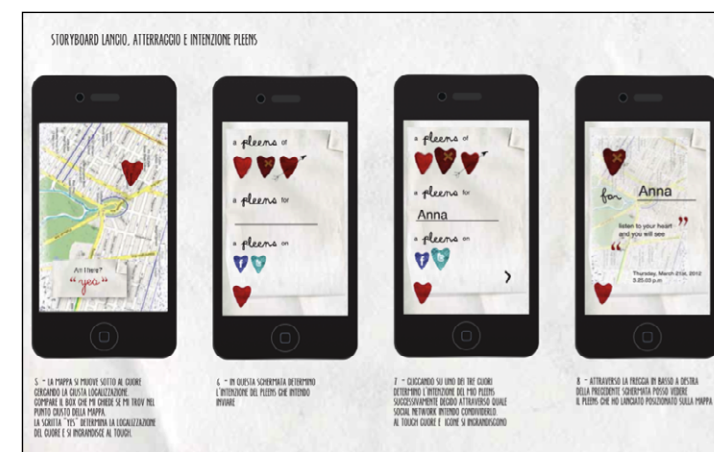 STORYBOARD LANCIO, ATTERRAGGIO E INTENZIONE PLEENS
Am I here?
“ yes “
a pleens of
a pleens for
a pleens on
a pleens of
a pleens for
Anna
a pleens on
for Anna
listen to your heart
and you will see
Thursday, March 21st, 2012
3:25:03 p.m
5 - LA MAPPA SI MUOVE SOTTO AL CUORE
CERCANDO LA GIUSTA LOCALIZZAZIONE.
COMPARE IL BOX CHE MI CHIEDE SE MI TROV NEL
PUNTO GIUSTO DELLA MAPPA.
LA SCRITTA "YES" DETERMINA LA LOCALIZZAZIONE
DEL CUORE E SI INGRANDISCE AL TOUCH.
6 - IN QUESTA SCHERMATA DETERMINO
L'INTENZIONE DEL PLEENS CHE INTENDO
INVIARE
7 - CLICCANDO SU UNO DEI TRE CUORI
DETERMINO L'INTENZIONE DEL MIO PLEENS
SUCCESSIVAMENTE DECIDO ATTRAVERSO QUALE
SOCIAL NETWORK INTENDO CONDIVIDERLO.
AL TOUCH CUORE E ICONE SI INGRANDISCONO
8 - ATTRAVERSO LA FRECCIA IN BASSO A DESTRA
DELLA PRECEDENTE SCHERMATA POSSO VEDERE
IL PLEENS CHE HO LANCIATO POSIZIONATO SULLA MAPPA